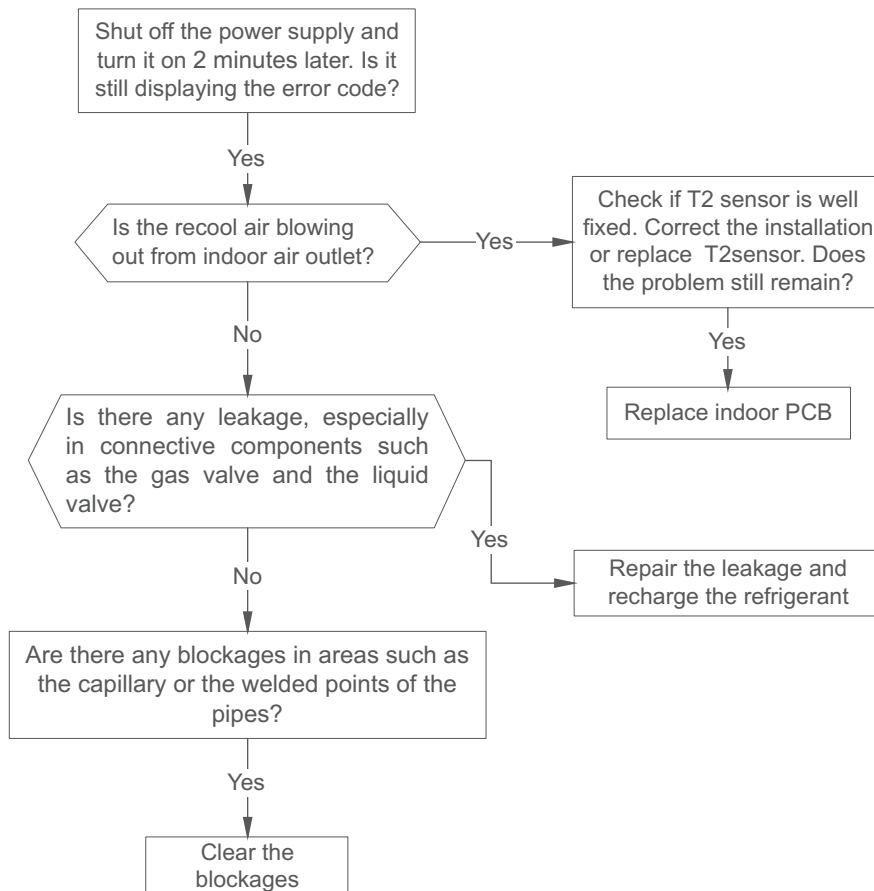 Shut off the power supply and
turn it on 2 minutes later. Is it
still displaying the error code?
Yes
Is the recool air blowing
out from indoor air outlet?
Yes
Check if T2 sensor is well
fixed. Correct the installation
or replace T2sensor. Does
the problem still remain?
No
Yes
Replace indoor PCB
Is there any leakage, especially
in connective components such
as the gas valve and the liquid
valve?
Yes
Repair the leakage and
recharge the refrigerant
No
Are there any blockages in areas such as
the capillary or the welded points of the
pipes?
Yes
Clear the
blockages